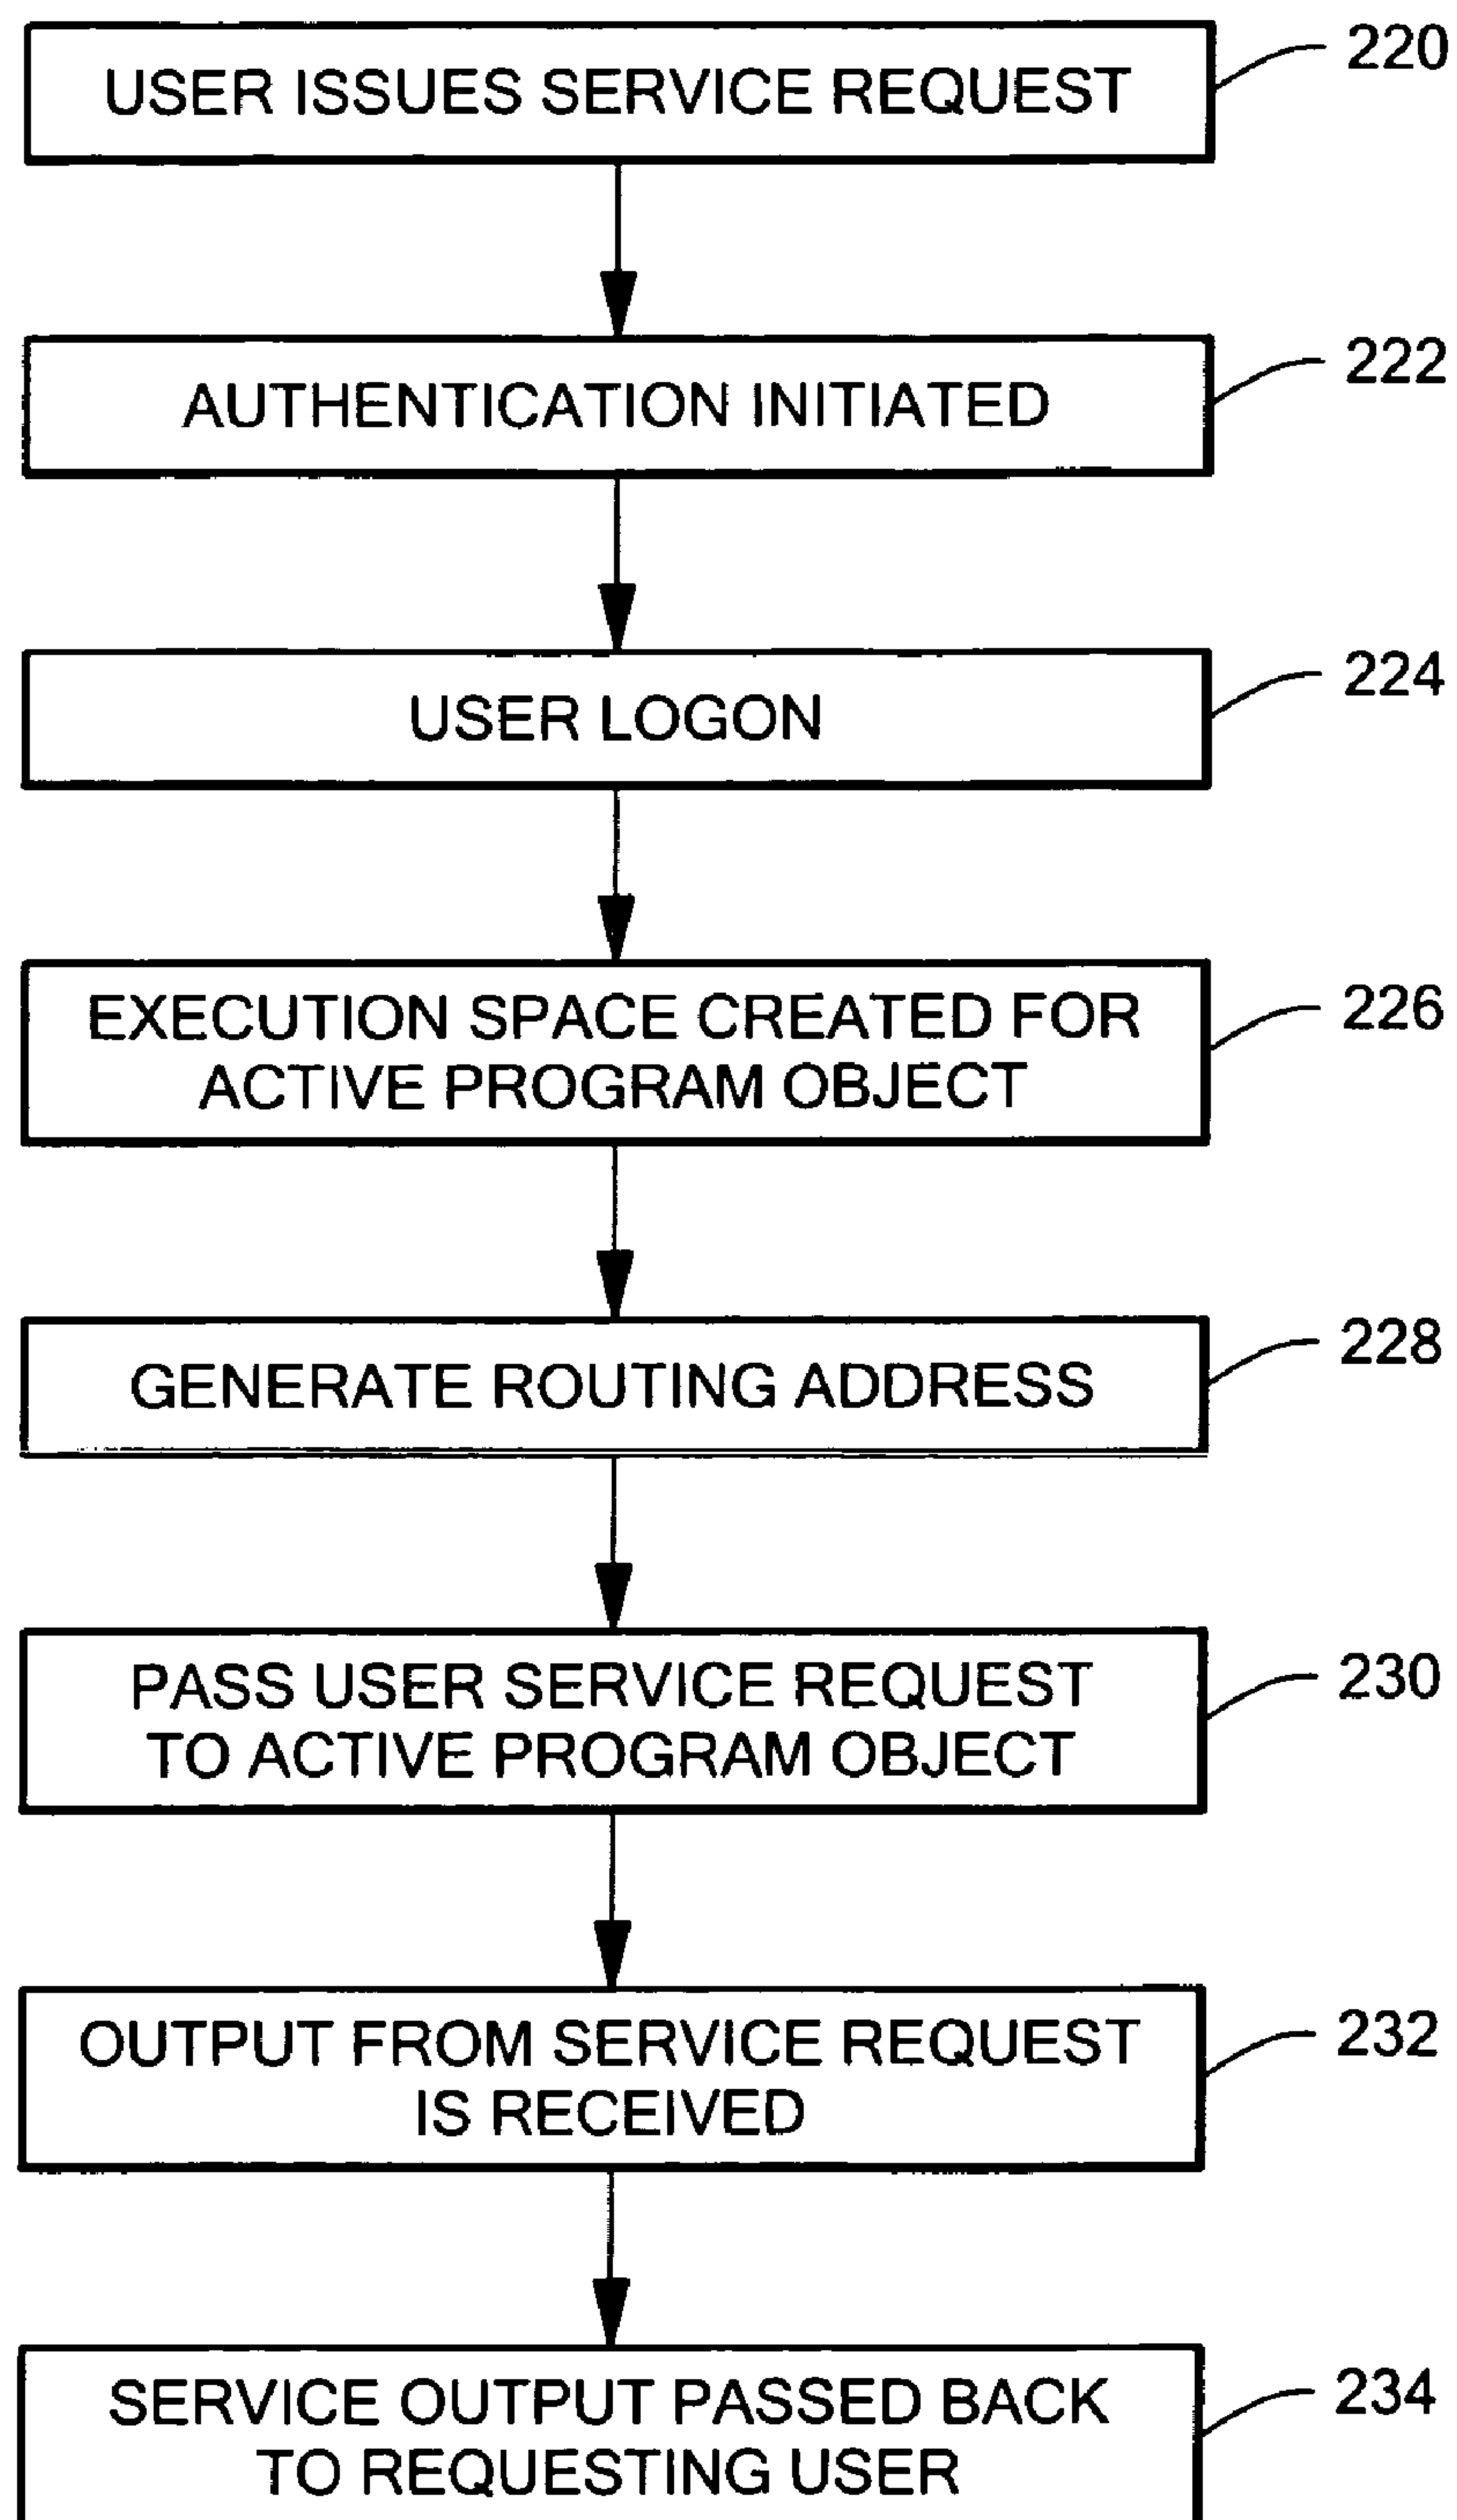 USER ISSUES SERVICE REQUEST
220
AUTHENTICATION INITIATED
222
USER LOGON
224
EXECUTION SPACE CREATED FOR
ACTIVE PROGRAM OBJECT
226
GENERATE ROUTING ADDRESS
228
PASS USER SERVICE REQUEST
TO ACTIVE PROGRAM OBJECT
230
OUTPUT FROM SERVICE REQUEST
IS RECEIVED
232
SERVICE OUTPUT PASSED BACK
TO REQUESTING USER
234